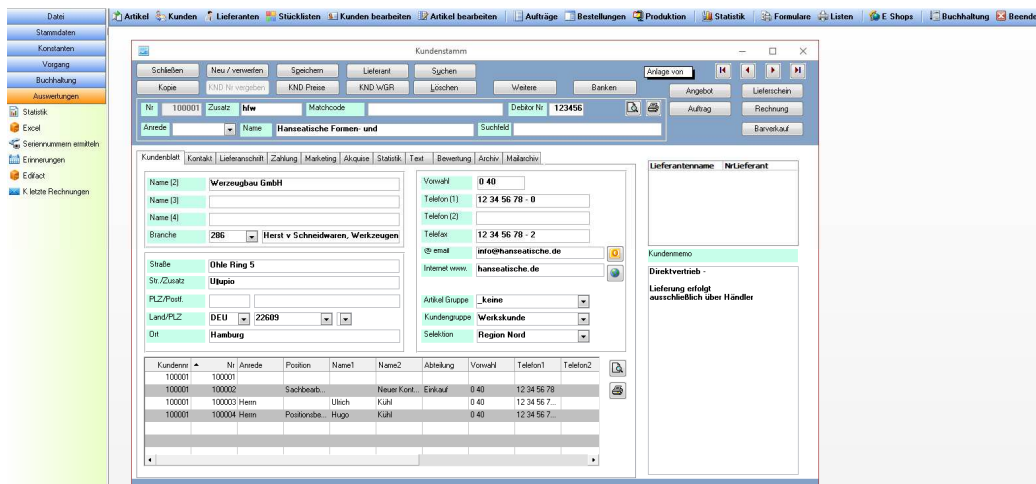 Datei
Stammdaten
Konstanten
Vorgang
Buchhaltung
Auswertungen
Statistik
Excel
Seriennummern ermitteln
Erinnerungen
Edifact
K letzte Rechnungen
Artikel Kunden Lieferanten Stücklisten Kunden bearbeiten Artikel bearbeiten Aufträge Bestellungen Produktion Statistik Formulare Listen E Shops Buchhaltung Beende
Kundenstamm
Schließen Neu / verwerfen Speichern Lieferant Suchen
Kopie KND Nr vergeben KND Preise KND WGR Löschen Weitere Banken
Anlage von
Angebot Lieferschein
Auftrag Rechnung
Barverkauf
Nr 100001 Zusatz hfw Matchcode Debitor Nr 123456
Anrede Name Hanseatische Formen- und Suchfeld
Kundenblatt Kontakt Lieferanschrift Zahlung Marketing Akquise Statistik Text Bewertung Archiv Mailarchiv
Name (2) Werzeugbau GmbH
Name (3)
Name (4)
Branche 286 Herst v Schneidwaren, Werkzeugen
Straße Ohle Ring 5
Str./Zusatz Utupio
PLZ/Postf.
Land/PLZ DEU 22609
Ort Hamburg
Vorwahl 0 40
Telefon (1) 12 34 56 78 - 0
Telefon (2)
Telefax 12 34 56 78 - 2
@ email info@hanseatische.de
Internet www. hanseatische.de
Artikel Gruppe _keine
Kundengruppe Werkskunde
Selektion Region Nord
Lieferantenname NrLieferant
Kundenmemo
Direktvertrieb -
Lieferung erfolgt
ausschließlich über Händler
Kundennr Nr Anrede Position Name1 Name2 Abteilung Vorwahl Telefon1 Telefon2
100001 100001
100001 100002 Sachbearb... Neuer Kont... Einkauf 0 40 12 34 56 78
100001 100003 Herrn Ulrich Kühl 0 40 12 34 56 7...
100001 100004 Herrn Positionsbe... Hugo Kühl 0 40 12 34 56 7...